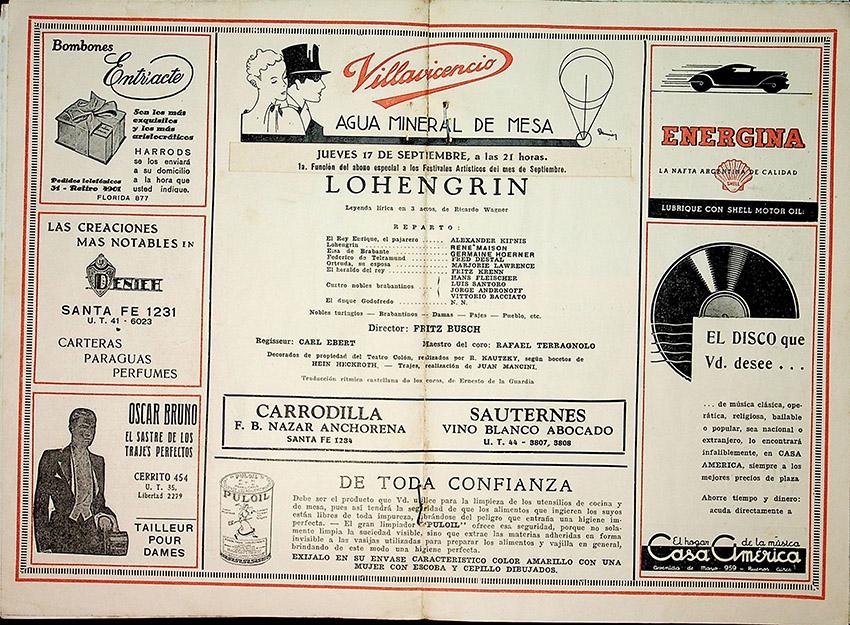 Bombones
Entr'acte
Son los más
exquisitos
y los más
aristocráticos
HARRODS
se los enviará
a su domicilio
a la hora que
usted indique.
Pedidos telefónicos
31 - Retiro 4901
FLORIDA 877
LAS CREACIONES
MAS NOTABLES EN
SANTA FE 1231
U. T. 41 - 6023
CARTERAS
PARAGUAS
PERFUMES
OSCAR BRUNO
EL SASTRE DE LOS
TRAJES PERFECTOS
CERRITO 454
U. T. 35,
Libertad 2279
TAILLEUR
POUR
DAMES
Villavicencio
AGUA MINERAL DE MESA
JUEVES 17 DE SEPTIEMBRE, a las 21 horas.
1a. Función del abono especial a los Festivales Artísticos del mes de Septiembre.
LOHENGRIN
Leyenda lírica en 3 actos, de Ricardo Wagner
REPARTO:
El Rey Enrique, el pajarero ...... ALEXANDER KIPNIS
Lohengrin ...... RENE MAISON
Elsa de Brabante ...... GERMAINE HOERNER
Federico de Telramund ...... FRED DESTAL
Ortruda, su esposa ...... MARJORIE LAWRENCE
El heraldo del rey ...... FRITZ KRENN
Cuatro nobles brabantinos
HANS FLEISCHER
LUIS SANTORO
JORGE ANDRONOFF
VITTORIO BACCIATO
El duque Godofredo ...... N. N.
Nobles turingios — Brabantinos — Damas — Pajes — Pueblo, etc.
Director: FRITZ BUSCH
Regisseur: CARL EBERT Maestro del coro: RAFAEL TERRAGNOLO
Decorados de propiedad del Teatro Colón, realizados por R. KAUTZKY, según bocetos de
HEIN HECKROTH, — Trajes, realización de JUAN MANCINI.
Traducción rítmica castellana de los coros, de Ernesto de la Guardia
CARRODILLA
F. B. NAZAR ANCHORENA
SANTA FE 1234
SAUTERNES
VINO BLANCO ABOCADO
U. T. 44 - 3807, 3808
PULOIL
PULOIL
DE TODA CONFIANZA
Debe ser el producto que Vd. utilice para la limpieza de los utensilios de cocina y
de mesa, pues así tendrá la seguridad de que los alimentos que ingieren los suyos
están libres de toda impureza, librándose del peligro que entraña una higiene im-
perfecta. — El gran limpiador "PULOIL" ofrece esa seguridad, porque no sola-
mente limpia la suciedad visible, sino que extrae las materias adheridas en forma
invisible a las vasijas utilizadas para preparar los alimentos y vajilla en general,
brindando de este modo una higiene perfecta.
EXIJALO EN SU ENVASE CARACTERISTICO COLOR AMARILLO CON UNA
MUJER CON ESCOBA Y CEPILLO DIBUJADOS.
ENERGINA
LA NAFTA ARGENTINA DE CALIDAD
SHELL
LUBRIQUE CON SHELL MOTOR OIL:
EL DISCO que
Vd. desee . . .
. . . de música clásica, ope-
rática, religiosa, bailable
o popular, sea nacional o
extranjero, lo encontrará
infaliblemente, en CASA
AMERICA, siempre a los
mejores precios de plaza
Ahorre tiempo y dinero:
acuda directamente a
El hogar de la música
Casa América
Avenida de Mayo 959 - Buenos Aires